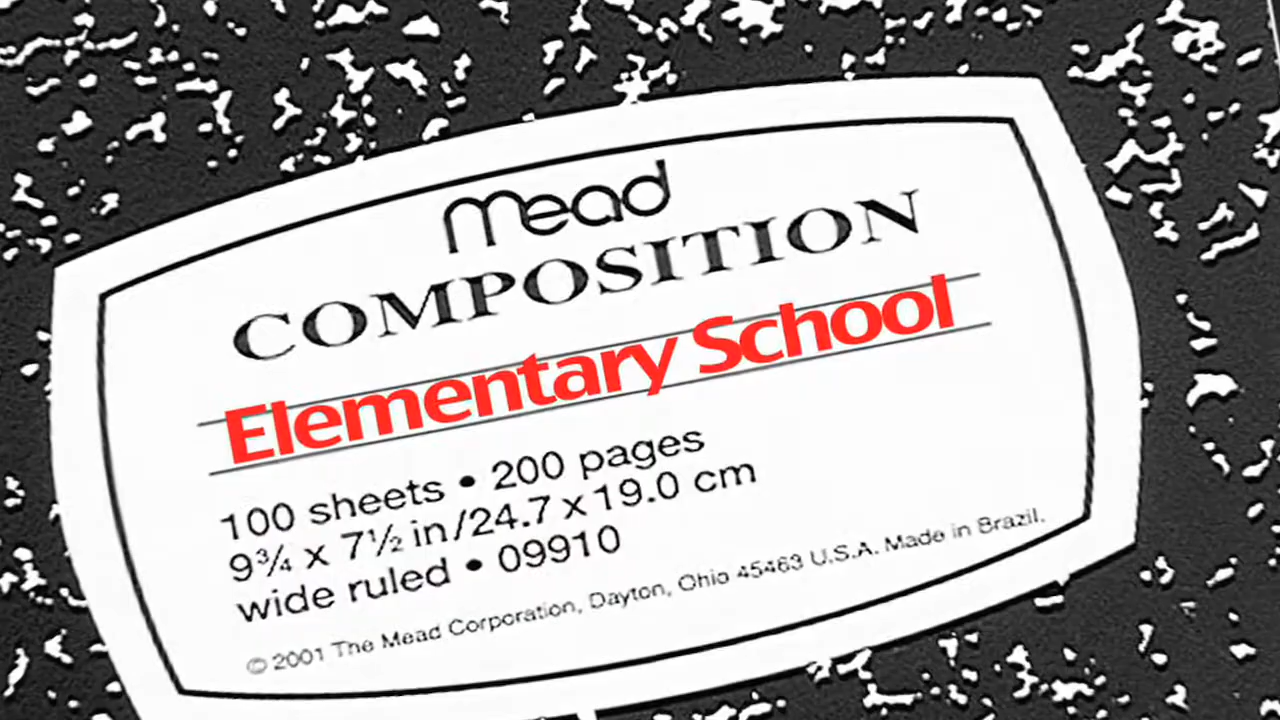 mead
COMPOSITION
Elementary School
100 sheets • 200 pages
9¾ x 7½ in/24.7 x 19.0 cm
wide ruled • 09910
© 2001 The Mead Corporation, Dayton, Ohio 45463 U.S.A. Made in Brazil.